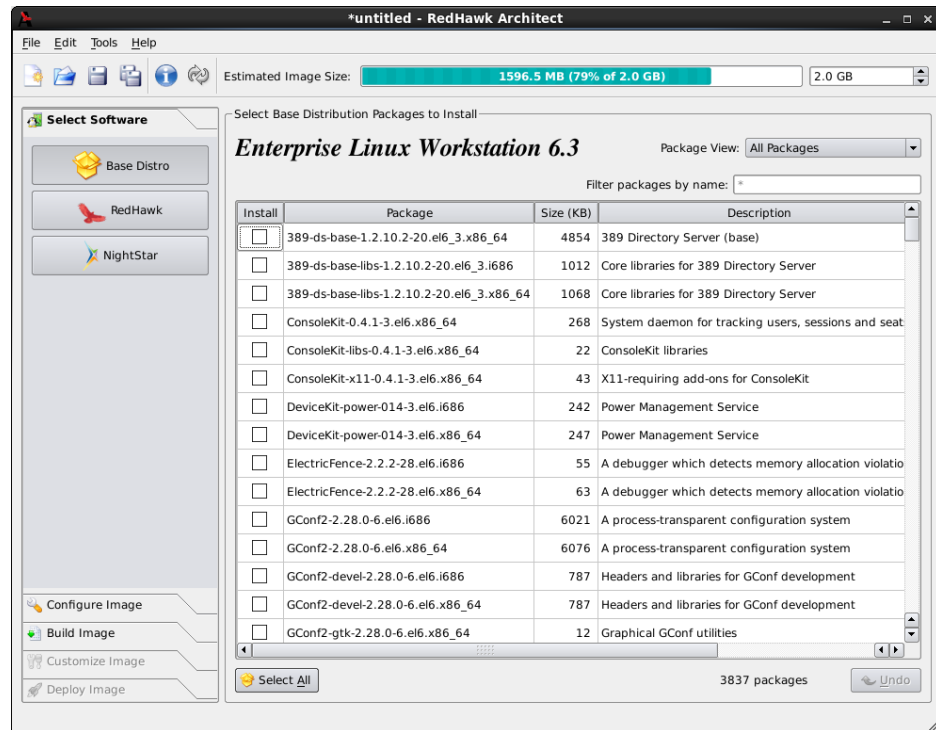 *untitled - RedHawk Architect
File Edit Tools Help
Estimated Image Size: 1596.5 MB (79% of 2.0 GB) 2.0 GB
Select Software
Base Distro
RedHawk
NightStar
Configure Image
Build Image
Customize Image
Deploy Image
Select Base Distribution Packages to Install
Enterprise Linux Workstation 6.3
Package View: All Packages
Filter packages by name: *
Install Package Size (KB) Description
389-ds-base-1.2.10.2-20.el6_3.x86_64 4854 389 Directory Server (base)
389-ds-base-libs-1.2.10.2-20.el6_3.i686 1012 Core libraries for 389 Directory Server
389-ds-base-libs-1.2.10.2-20.el6_3.x86_64 1068 Core libraries for 389 Directory Server
ConsoleKit-0.4.1-3.el6.x86_64 268 System daemon for tracking users, sessions and seat
ConsoleKit-libs-0.4.1-3.el6.x86_64 22 ConsoleKit libraries
ConsoleKit-x11-0.4.1-3.el6.x86_64 43 X11-requiring add-ons for ConsoleKit
DeviceKit-power-014-3.el6.i686 242 Power Management Service
DeviceKit-power-014-3.el6.x86_64 247 Power Management Service
ElectricFence-2.2.2-28.el6.i686 55 A debugger which detects memory allocation violatio
ElectricFence-2.2.2-28.el6.x86_64 63 A debugger which detects memory allocation violatio
GConf2-2.28.0-6.el6.i686 6021 A process-transparent configuration system
GConf2-2.28.0-6.el6.x86_64 6076 A process-transparent configuration system
GConf2-devel-2.28.0-6.el6.i686 787 Headers and libraries for GConf development
GConf2-devel-2.28.0-6.el6.x86_64 787 Headers and libraries for GConf development
GConf2-gtk-2.28.0-6.el6.x86_64 12 Graphical GConf utilities
Select All 3837 packages Undo